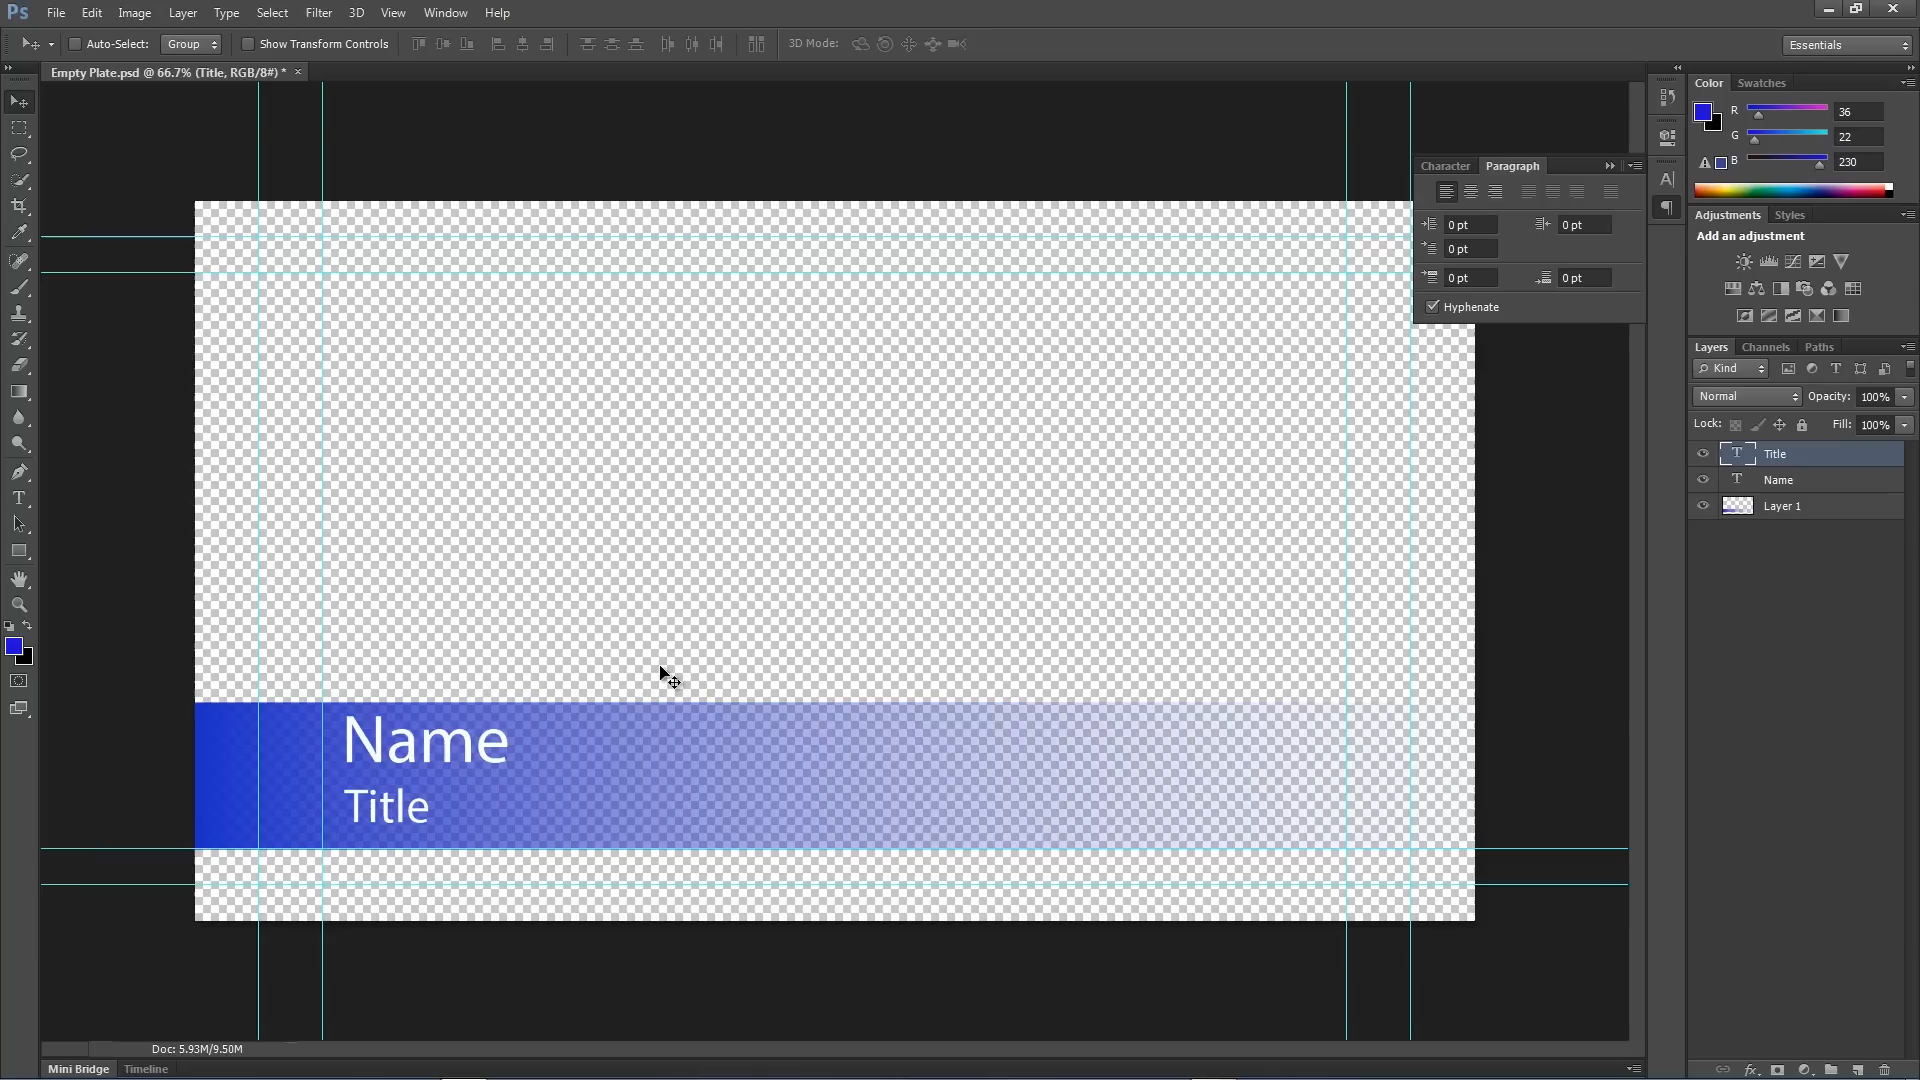 Ps File Edit Image Layer Type Select Filter 3D View Window Help
Auto-Select: Group Show Transform Controls 3D Mode: Essentials
Empty Plate.psd @ 66.7% (Title, RGB/8#) * ×
Color Swatches
R 36
G 22
B 230
Character Paragraph
0 pt 0 pt
0 pt
0 pt 0 pt
Hyphenate
Adjustments Styles
Add an adjustment
Layers Channels Paths
Kind
Normal Opacity: 100%
Lock: Fill: 100%
T Title
T Name
Layer 1
Name
Title
Doc: 5.93M/9.50M
Mini Bridge Timeline